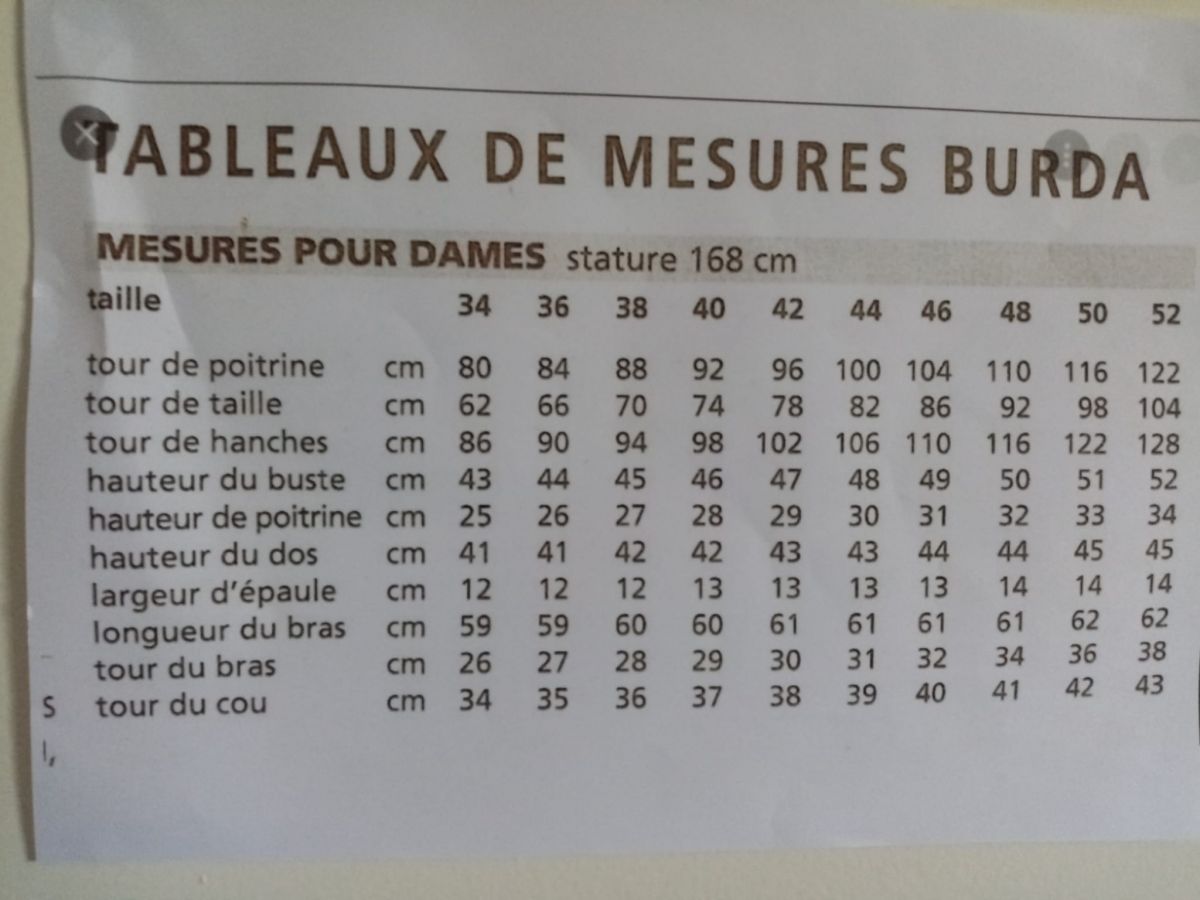 TABLEAUX DE MESURES BURDA
MESURES POUR DAMES stature 168 cm
taille 34 36 38 40 42 44 46 48 50 52
tour de poitrine cm 80 84 88 92 96 100 104 110 116 122
tour de taille cm 62 66 70 74 78 82 86 92 98 104
tour de hanches cm 86 90 94 98 102 106 110 116 122 128
hauteur du buste cm 43 44 45 46 47 48 49 50 51 52
hauteur de poitrine cm 25 26 27 28 29 30 31 32 33 34
hauteur du dos cm 41 41 42 42 43 43 44 44 45 45
largeur d'épaule cm 12 12 12 13 13 13 13 14 14 14
longueur du bras cm 59 59 60 60 61 61 61 61 62 62
tour du bras cm 26 27 28 29 30 31 32 34 36 38
s tour du cou cm 34 35 36 37 38 39 40 41 42 43
l,